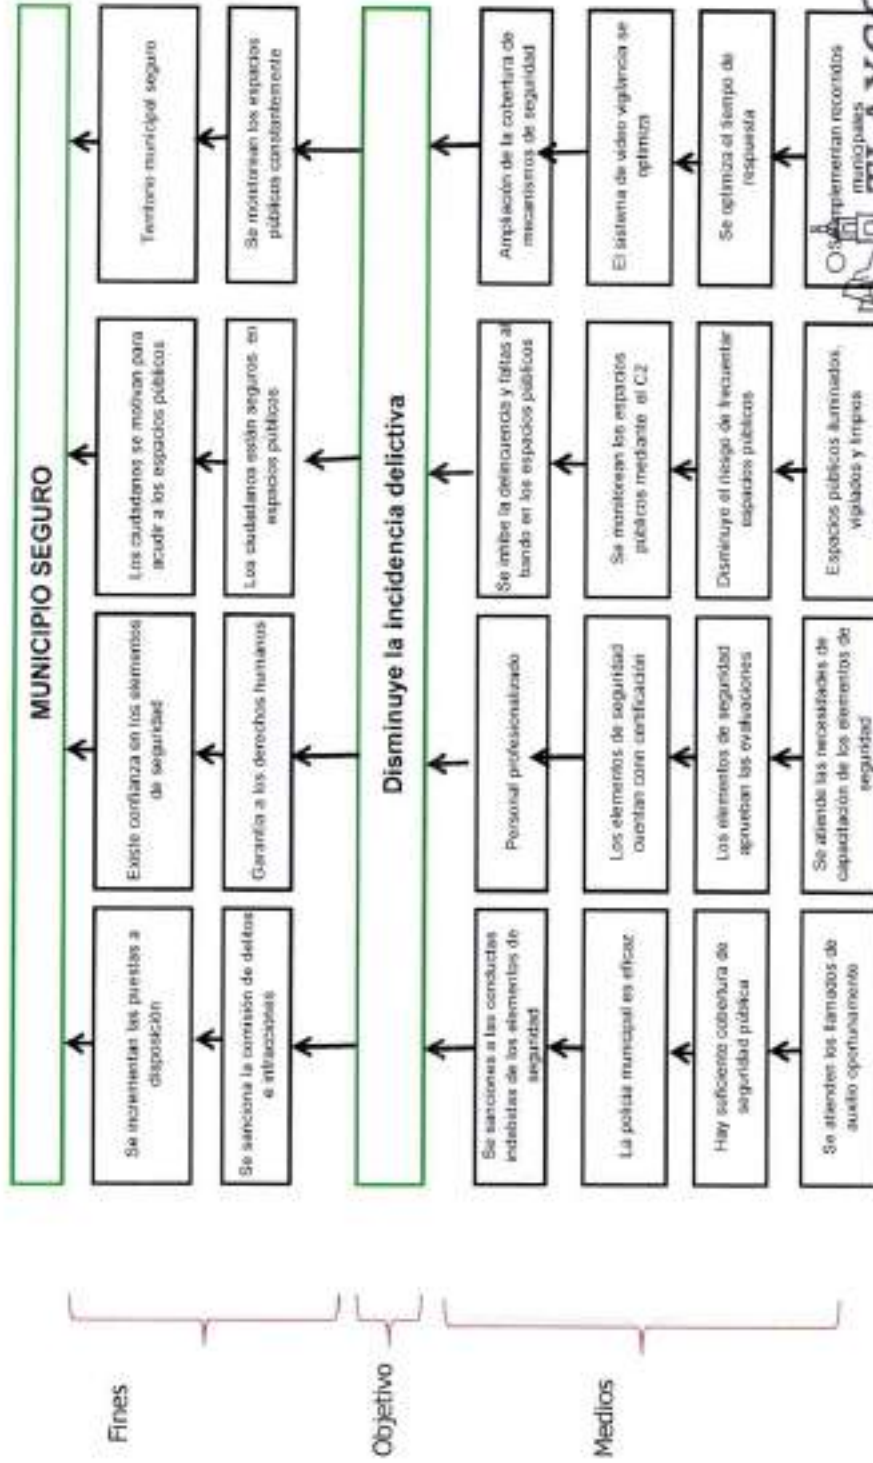 MUNICIPIO SEGURO
Fines
Se incrementan las puestas a
disposición
Existe confianza en los elementos
de seguridad
Los ciudadanos se motivan para
acudir a los espacios públicos
Territorio municipal seguro
Se sanciona la comisión de delitos
e infracciones
Garantía a los derechos humanos
Los ciudadanos están seguros en
espacios públicos
Se monitorean los espacios
públicos constantemente
Objetivo
Disminuye la incidencia delictiva
Medios
Se sanciones a las conductas
indebidas de los elementos de
seguridad
Personal profesionalizado
Se inhibe la delincuencia y faltas al
bando en los espacios públicos
Ampliación de la cobertura de
mecanismos de seguridad
La policía municipal es eficaz
Los elementos de seguridad
cuentan conn certificación
Se monitorean los espacios
públicos mediante el C2
El sistema de video vigilancia se
optimiza
Hay suficiente cobertura de
seguridad pública
Los elementos de seguridad
aprueban las evaluaciones
Disminuye el riesgo de frecuentar
espacios públicos
Se optimiza el tiempo de
respuesta
Se atienden los llamados de
auxilio oportunamente
Se atiende las necesidades de
capacitación de los elementos de
seguridad
Espacios públicos iluminados,
vigilados y limpios
implementan recorridos
municipales